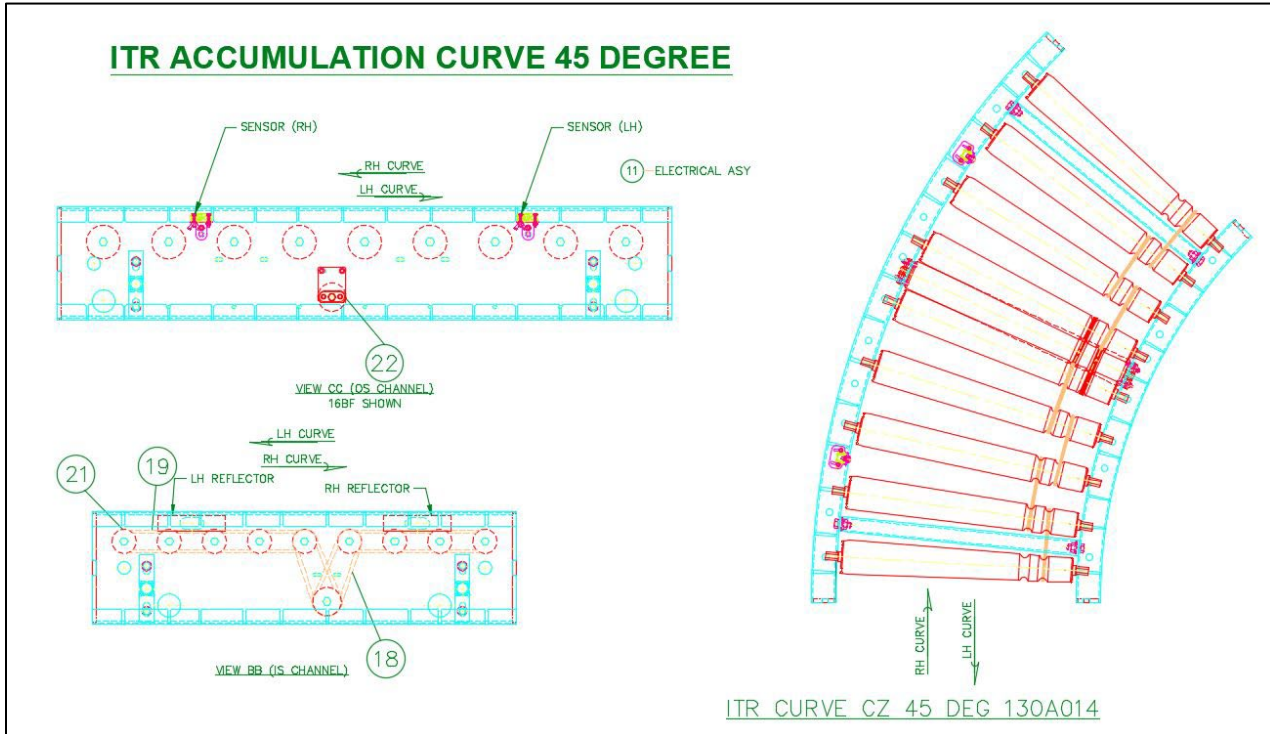 ITR ACCUMULATION CURVE 45 DEGREE
SENSOR (RH)
SENSOR (LH)
RH CURVE
LH CURVE
11 ELECTRICAL ASY
22
VIEW CC (OS CHANNEL)
16BF SHOWN
LH CURVE
RH CURVE
21
19
LH REFLECTOR
RH REFLECTOR
18
VIEW BB (IS CHANNEL)
RH CURVE
LH CURVE
ITR CURVE CZ 45 DEG 130A014